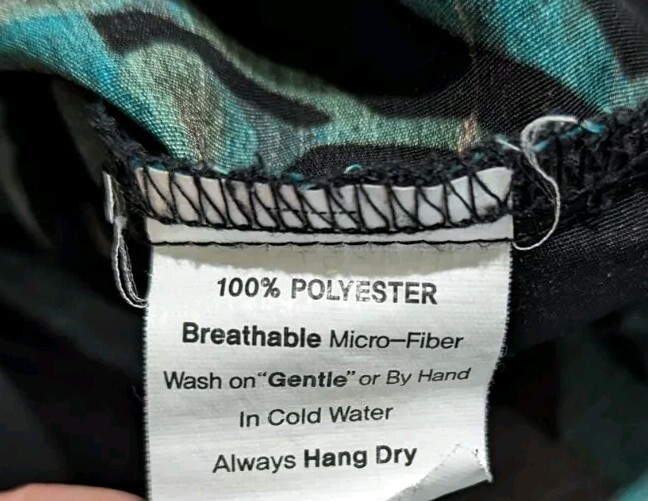 100% POLYESTER
Breathable Micro-Fiber
Wash on "Gentle" or By Hand
In Cold Water
Always Hang Dry